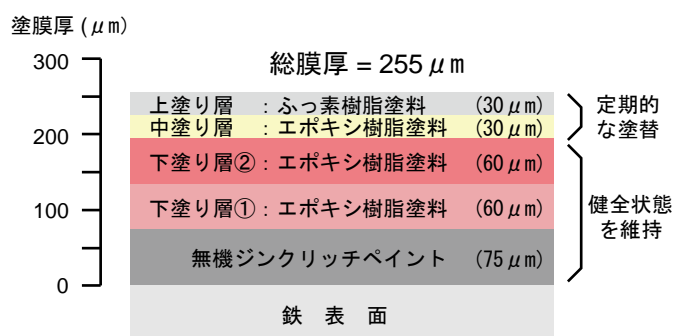 塗膜厚(μm)
総膜厚 = 255μm
300
200
100
0
上塗り層 : ふっ素樹脂塗料 (30μm)
中塗り層 : エポキシ樹脂塗料 (30μm)
下塗り層② : エポキシ樹脂塗料 (60μm)
下塗り層① : エポキシ樹脂塗料 (60μm)
無機ジンクリッチペイント (75μm)
鉄 表 面
定期的
な塗替
健全状態
を維持